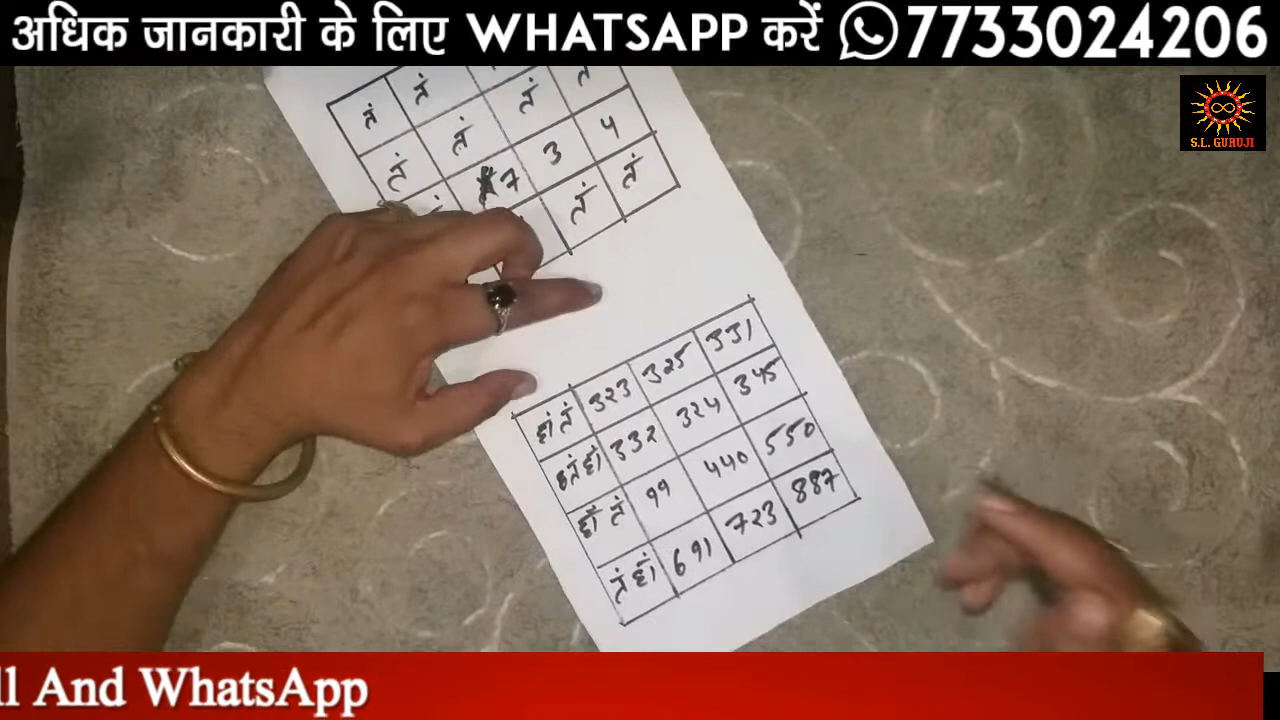 अधिक जानकारी के लिए WHATSAPP करें 7733024206
S.L. GURUJI
तं तं
तं तं तं
तं 7 3 4
तं तं
हां तं 323 325 331
तं हां 332 324 345
हां तं 99 440 550
तं हां 691 723 887
ll And WhatsApp